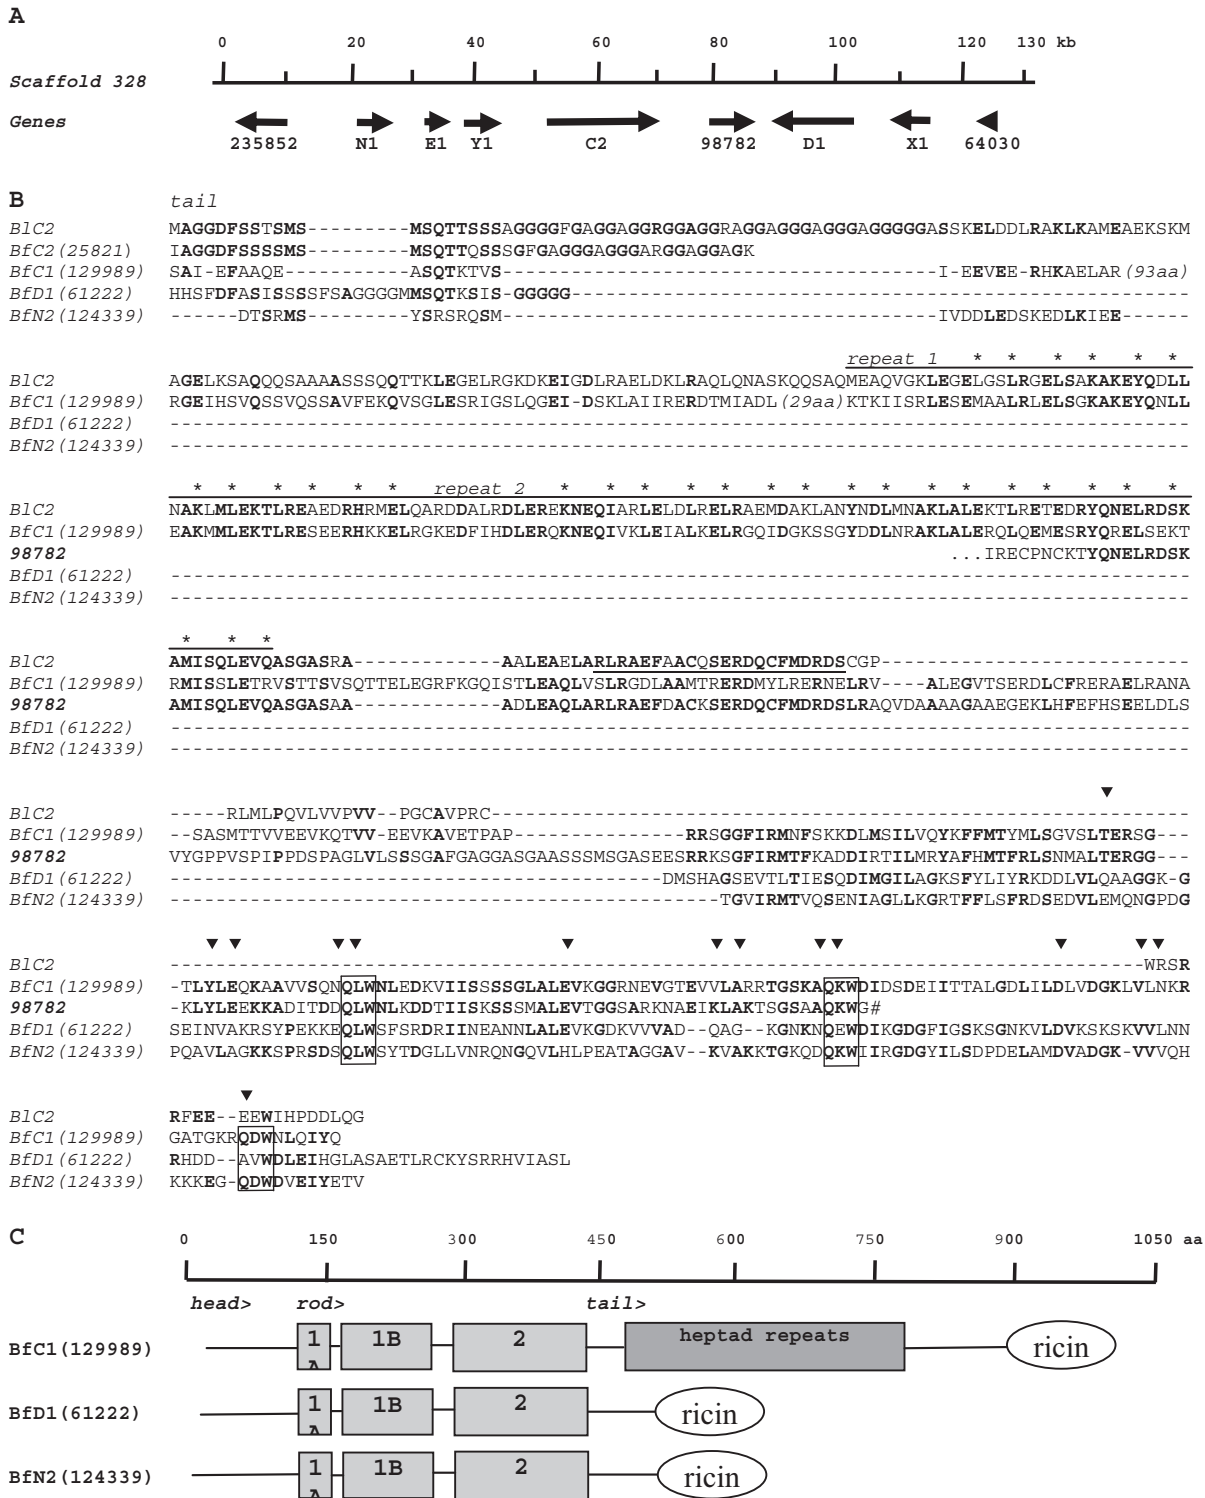 A
0 20 40 60 80 100 120 130 kb
Scaffold 328
Genes
235852 N1 E1 Y1 C2 98782 D1 X1 64030
B tail
BlC2 MAGGDFSSTSMS---------MSQTTSSSAGGGGFGAGGAGGRGGAGGRAGGAGGGAGGGAGGGGGASSKELDDLRAKLKAMEAEKSKM
BfC2(25821) IAGGDFSSSSMS---------MSQTTQSSSGFGAGGGAGGGARGGAGGAGK
BfC1(129989) SAI-EFAAQE-----------ASQTKTVS--------------------------------------I-EEVEE-RHKAELAR(93aa)
BfD1(61222) HHSFDFASISSSSFSAGGGGMMSQTKSIS-GGGGG------------------------------------------------------
BfN2(124339) ------DTSRMS---------YSRSRQSM--------------------------------------IVDDLEDSKEDLKIEE------
repeat 1 * * * * * *
BlC2 AGELKSAQQQSAAAASSSQQTTKLEGELRGKDKEIGDLRAELDKLRAQLQNASKQQSAQMEAQVGKLEGELGSLRGELSAKAKEYQDLL
BfC1(129989) RGEIHSVQSSVQSSAVFEKQVSGLESRIGSLQGEI-DSKLAIIRERDTMIADL(29aa)KTKIISRLESEMAALRLELSGKAKEYQNLL
BfD1(61222) -----------------------------------------------------------------------------------------
BfN2(124339) -----------------------------------------------------------------------------------------
* * * * * * repeat 2 * * * * * * * * * * * * *
BlC2 NAKLMLEKTLREAEDRHRMELQARDDALRDLEREKNEQIARLELDLRELRAEMDAKLANYNDLMNAKLALEKTLRETEDRYQNELRDSK
BfC1(129989) EAKMMLEKTLRESEERHKKELRGKEDFIHDLERQKNEQIVKLEIALKELRGQIDGKSSGYDDLNRAKLALERQLQEMESRYQRELSEKT
98782 ...IRECPNCKTYQNELRDSK
BfD1(61222) -----------------------------------------------------------------------------------------
BfN2(124339) -----------------------------------------------------------------------------------------
* * *
BlC2 AMISQLEVQASGASRA-------------AALEAELARLRAEFAACQSERDQCFMDRDSCGP---------------------------
BfC1(129989) RMISSLETRVSTTSVSQTTELEGRFKGQISTLEAQLVSLRGDLAAMTRERDMYLRERNELRV----ALEGVTSERDLCFRERAELRANA
98782 AMISQLEVQASGASAA-------------ADLEAQLARLRAEFDACKSERDQCFMDRDSLRAQVDAAAAGAAEGEKLHFEFHSEELDLS
BfD1(61222) -----------------------------------------------------------------------------------------
BfN2(124339) -----------------------------------------------------------------------------------------
BlC2 -----RLMLPQVLVVPVV--PGCAVPRC-------------------------------------------------------------
BfC1(129989) --SASMTTVVEEVKQTVV-EEVKAVETPAP---------------RRSGGFIRMNFSKKDLMSILVQYKFFMTYMLSGVSLTERSG---
98782 VYGPPVSPIPPDSPAGLVLSSSGAFGAGGASGAASSSMSGASEESRRKSGFIRMTFKADDIRTILMRYAFHMTFRLSNMALTERGG---
BfD1(61222) -------------------------------------------DMSHAGSEVTLTIESQDIMGILAGKSFYLIYRKDDLVLQAAGGK-G
BfN2(124339) ------------------------------------------------TGVIRMTVQSENIAGLLKGRTFFLSFRDSEDVLEMQNGPDG
BlC2 -------------------------------------------------------------------------------------WRSR
BfC1(129989) -TLYLEQKAAVVSQNQLWNLEDKVIISSSSGLALEVKGGRNEVGTEVVLARRTGSKAQKWDIDSDEIITTALGDLILDLVDGKLVLNKR
98782 -KLYLEEKKADITDDQLWNLKDDTIISKSSSMALEVTGGSARKNAEIKLAKTSGSAAQKWG#
BfD1(61222) SEINVAKRSYPEKKEQLWSFSRDRIINEANNLALEVKGDKVVVAD--QAG--KGNKNQEWDIKGDGFIGSKSGNKVLDVKSKSKVVLNN
BfN2(124339) PQAVLAGKKSPRSDSQLWSYTDGLLVNRQNGQVLHLPEATAGGAV--KVAKKTGKQDQKWIIRGDGYILSDPDELAMDVADGK-VVVQH
BlC2 RFEE--EEWIHPDDLQG
BfC1(129989) GATGKRQDWNLQIYQ
BfD1(61222) RHDD--AVWDLEIHGLASAETLRCKYSRRHVIASL
BfN2(124339) KKKEG-QDWDVEIYETV
C
0 150 300 450 600 750 900 1050 aa
head> rod> tail>
BfC1(129989) 1A 1B 2 heptad repeats ricin
BfD1(61222) 1A 1B 2 ricin
BfN2(124339) 1A 1B 2 ricin